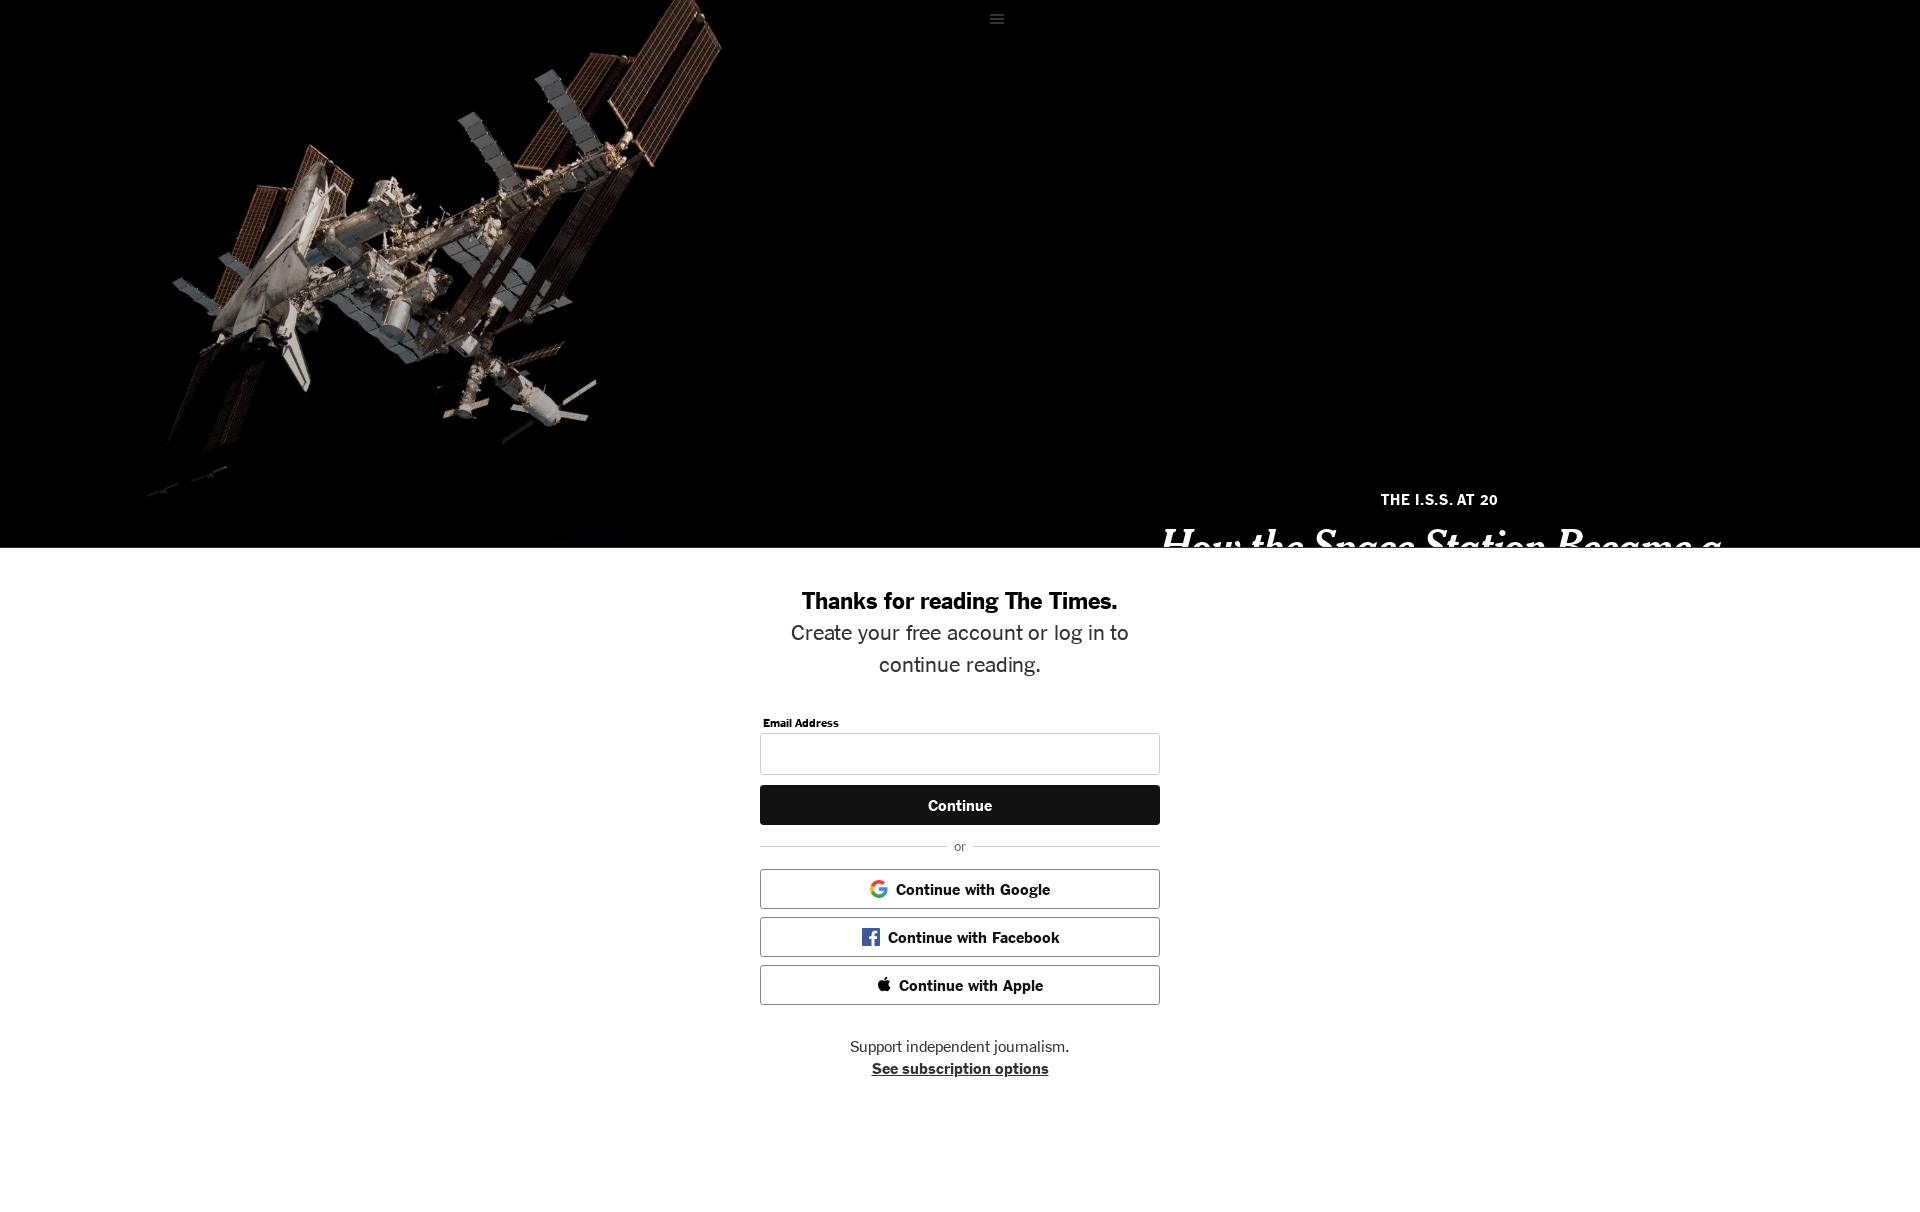 THE I.S.S. AT 20
How the Space Station Became a
Thanks for reading The Times.
Create your free account or log in to
continue reading.
Email Address
Continue
or
Continue with Google
Continue with Facebook
Continue with Apple
Support independent journalism.
See subscription options